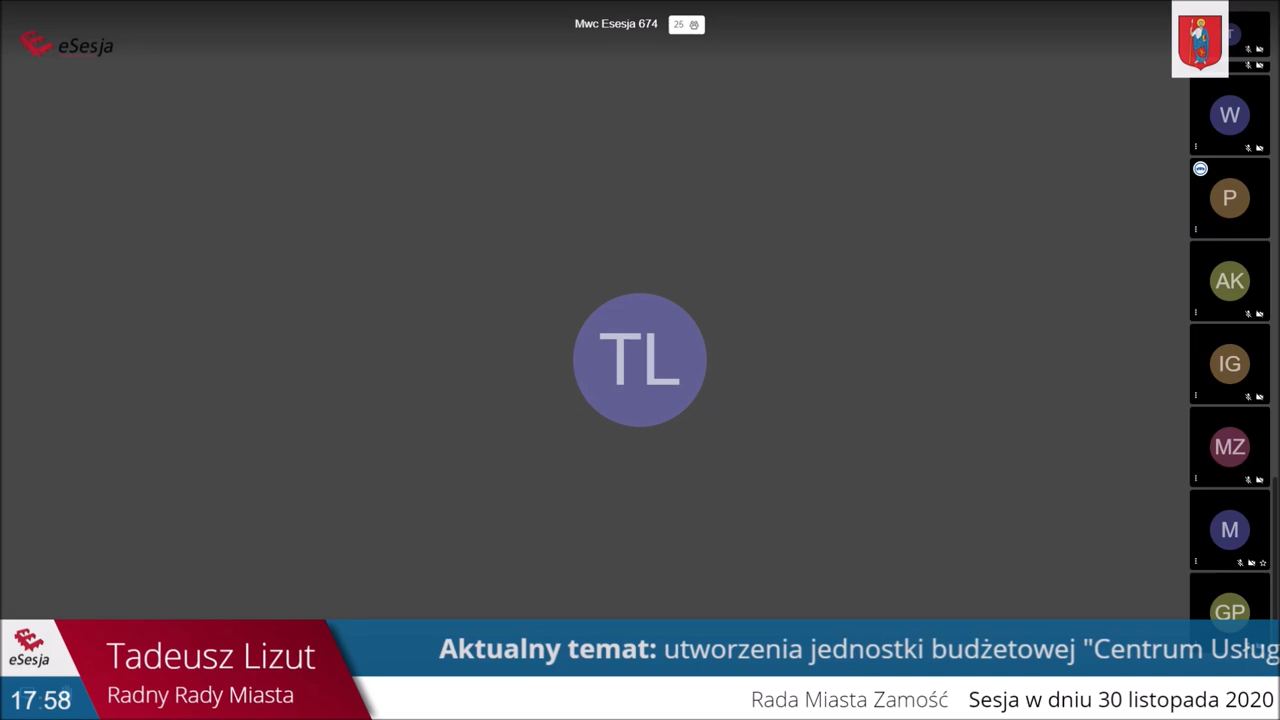 Mwc Esesja 674
25
eSesja
T
W
P
AK
IG
MZ
M
GP
TL
eSesja
Tadeusz Lizut
Radny Rady Miasta
Aktualny temat: utworzenia jednostki budżetowej "Centrum Usług
17:58
Rada Miasta Zamość Sesja w dniu 30 listopada 2020